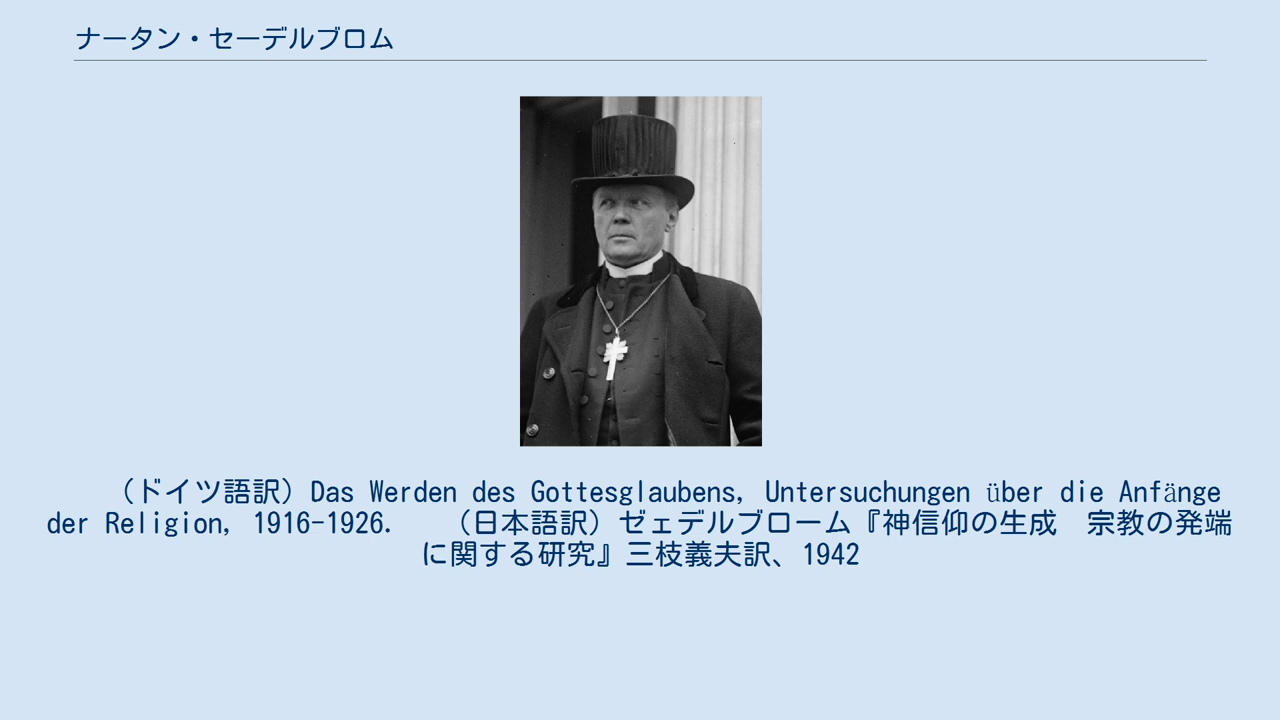 ナータン・セーデルブロム
（ドイツ語訳）Das Werden des Gottesglaubens, Untersuchungen über die Anfänge
der Religion, 1916-1926.　　（日本語訳）ゼェデルブローム『神信仰の生成　宗教の発端
に関する研究』三枝義夫訳、1942